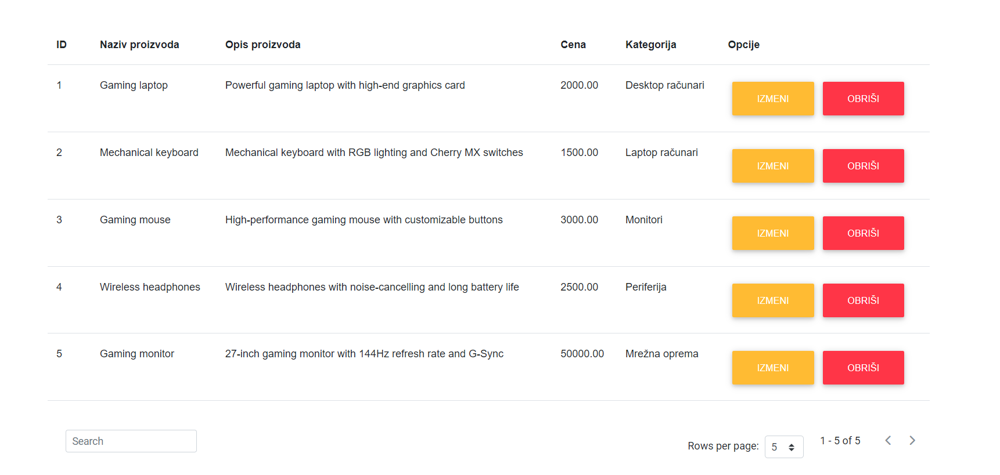 ID Naziv proizvoda Opis proizvoda Cena Kategorija Opcije
1 Gaming laptop Powerful gaming laptop with high-end graphics card 2000.00 Desktop računari IZMENI OBRIŠI
2 Mechanical keyboard Mechanical keyboard with RGB lighting and Cherry MX switches 1500.00 Laptop računari IZMENI OBRIŠI
3 Gaming mouse High-performance gaming mouse with customizable buttons 3000.00 Monitori IZMENI OBRIŠI
4 Wireless headphones Wireless headphones with noise-cancelling and long battery life 2500.00 Periferija IZMENI OBRIŠI
5 Gaming monitor 27-inch gaming monitor with 144Hz refresh rate and G-Sync 50000.00 Mrežna oprema IZMENI OBRIŠI
Search Rows per page: 5 1 - 5 of 5